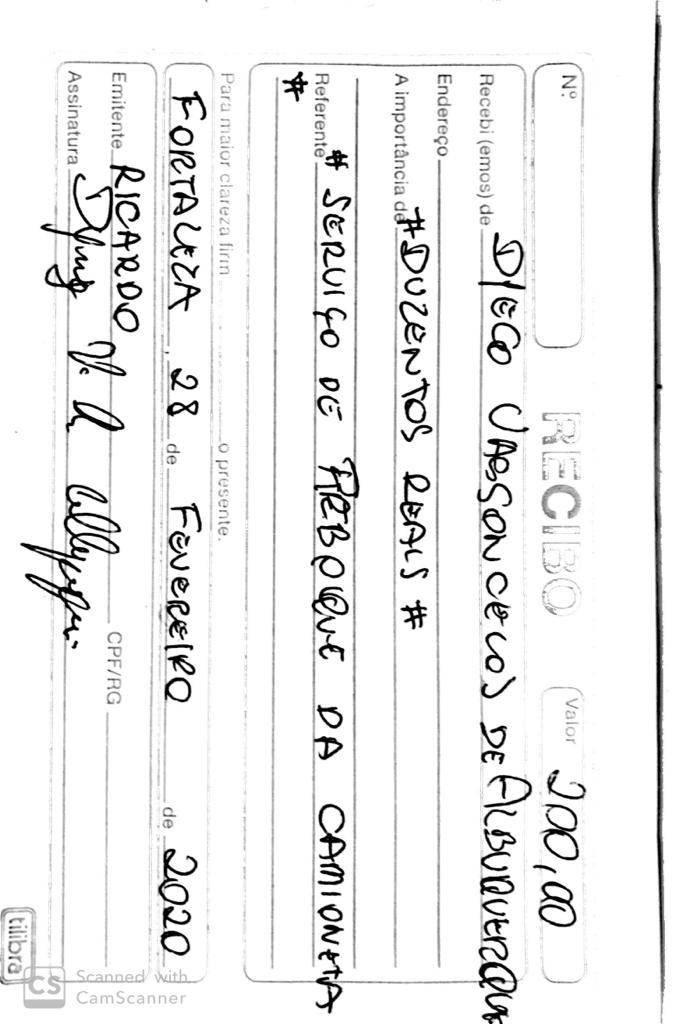 Nº
RECIBO
Valor 200,00
Recebi (emos) de DIEGO VASCONCELOS DE ALBUQUERQUE
Endereço
A importância de #DUZENTOS REAIS #
Referente # SERVIÇO DE REBOQUE DA CAMIONETA
#
Para maior clareza firm o presente.
FORTALEZA, 28 de FEVEREIRO de 2020
Emitente RICARDO CPF/RG
Assinatura
tilibra
CS Scanned with
CamScanner